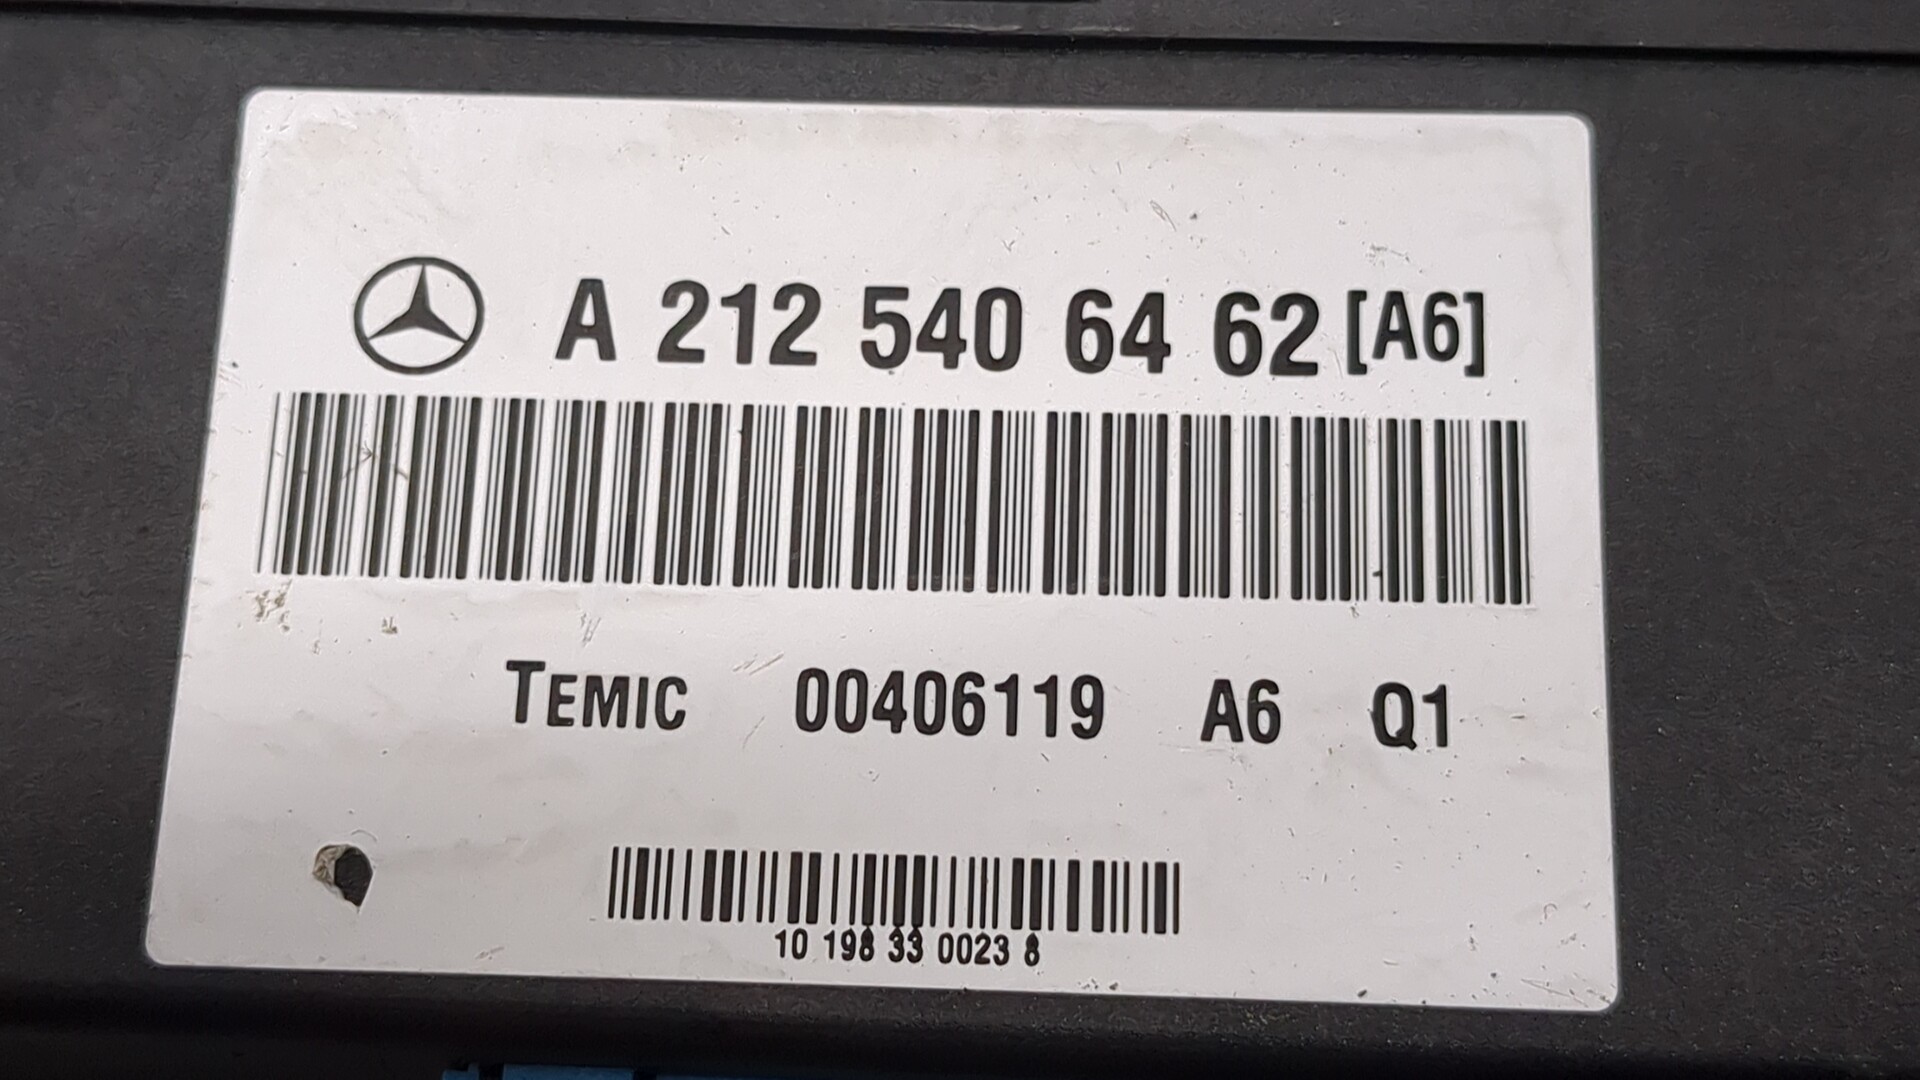 A 212 540 64 62 [A6]
TEMIC 00406119 A6 Q1
10 198 33 0023 8